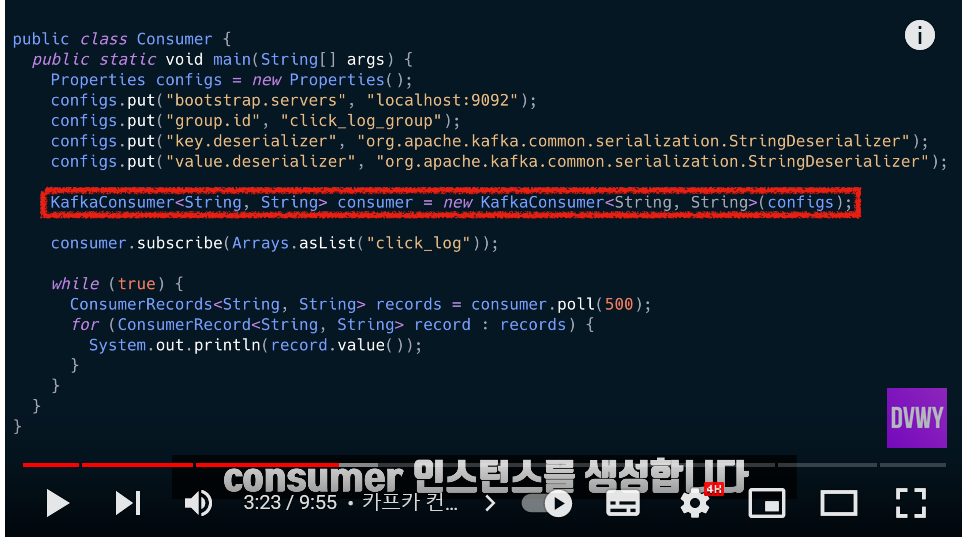 public class Consumer {
public static void main(String[] args) {
Properties configs = new Properties();
configs.put("bootstrap.servers", "localhost:9092");
configs.put("group.id", "click_log_group");
configs.put("key.deserializer", "org.apache.kafka.common.serialization.StringDeserializer");
configs.put("value.deserializer", "org.apache.kafka.common.serialization.StringDeserializer");
KafkaConsumer<String, String> consumer = new KafkaConsumer<String, String>(configs);
consumer.subscribe(Arrays.asList("click_log"));
while (true) {
ConsumerRecords<String, String> records = consumer.poll(500);
for (ConsumerRecord<String, String> record : records) {
System.out.println(record.value());
}
}
}
}
DVWY
consumer 인스턴스를 생성합니다
3:23 / 9:55 • 카프카 컨...
4K